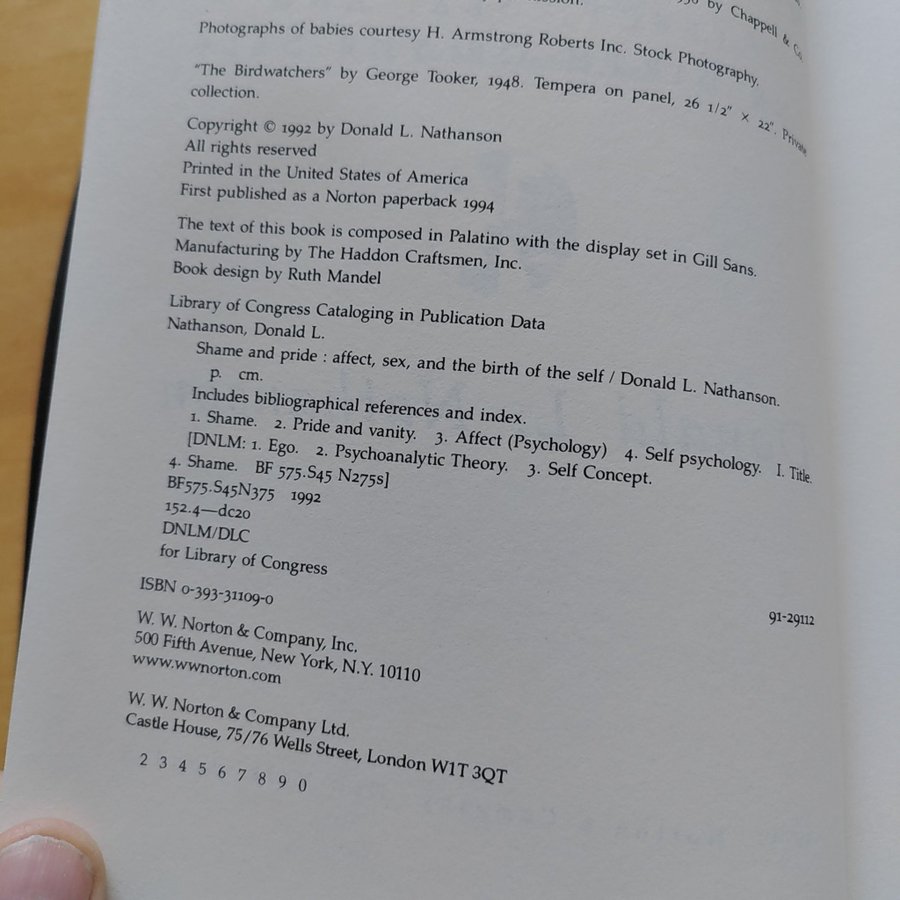 by Chappell & Co.
Photographs of babies courtesy H. Armstrong Roberts Inc. Stock Photography.
"The Birdwatchers" by George Tooker, 1948. Tempera on panel, 26 1/2" × 22". Private
collection.
Copyright © 1992 by Donald L. Nathanson
All rights reserved
Printed in the United States of America
First published as a Norton paperback 1994
The text of this book is composed in Palatino with the display set in Gill Sans.
Manufacturing by The Haddon Craftsmen, Inc.
Book design by Ruth Mandel
Library of Congress Cataloging in Publication Data
Nathanson, Donald L.
Shame and pride : affect, sex, and the birth of the self / Donald L. Nathanson.
p. cm.
Includes bibliographical references and index.
1. Shame. 2. Pride and vanity. 3. Affect (Psychology) 4. Self psychology. I. Title.
[DNLM: 1. Ego. 2. Psychoanalytic Theory. 3. Self Concept.
4. Shame. BF 575.S45 N275s]
BF575.S45N375 1992
152.4—dc20
DNLM/DLC
for Library of Congress
91-29112
ISBN 0-393-31109-0
W. W. Norton & Company, Inc.
500 Fifth Avenue, New York, N.Y. 10110
www.wwnorton.com
W. W. Norton & Company Ltd.
Castle House, 75/76 Wells Street, London W1T 3QT
2 3 4 5 6 7 8 9 0